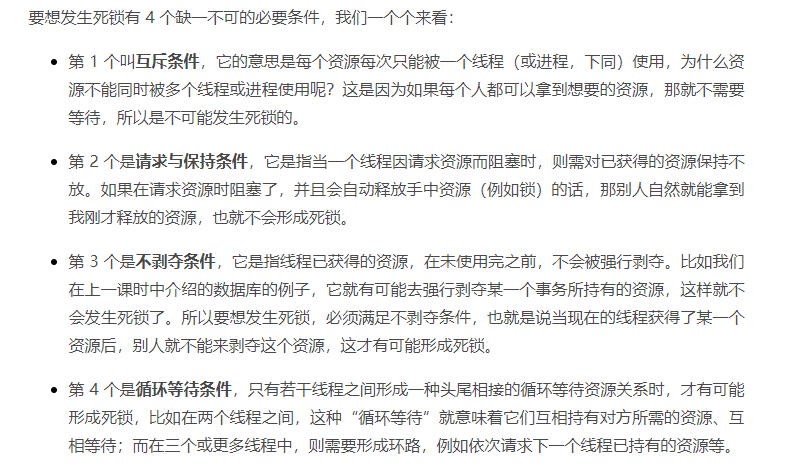 要想发生死锁有 4 个缺一不可的必要条件，我们一个个来看：
第 1 个叫互斥条件，它的意思是每个资源每次只能被一个线程（或进程，下同）使用，为什么资
源不能同时被多个线程或进程使用呢？这是因为如果每个人都可以拿到想要的资源，那就不需要
等待，所以是不可能发生死锁的。
第 2 个是请求与保持条件，它是指当一个线程因请求资源而阻塞时，则需对已获得的资源保持不
放。如果在请求资源时阻塞了，并且会自动释放手中资源（例如锁）的话，那别人自然就能拿到
我刚才释放的资源，也就不会形成死锁。
第 3 个是不剥夺条件，它是指线程已获得的资源，在未使用完之前，不会被强行剥夺。比如我们
在上一课时中介绍的数据库的例子，它就有可能去强行剥夺某一个事务所持有的资源，这样就不
会发生死锁了。所以要想发生死锁，必须满足不剥夺条件，也就是说当现在的线程获得了某一个
资源后，别人就不能来剥夺这个资源，这才有可能形成死锁。
第 4 个是循环等待条件，只有若干线程之间形成一种头尾相接的循环等待资源关系时，才有可能
形成死锁，比如在两个线程之间，这种“循环等待”就意味着它们互相持有对方所需的资源、互
相等待；而在三个或更多线程中，则需要形成环路，例如依次请求下一个线程已持有的资源等。